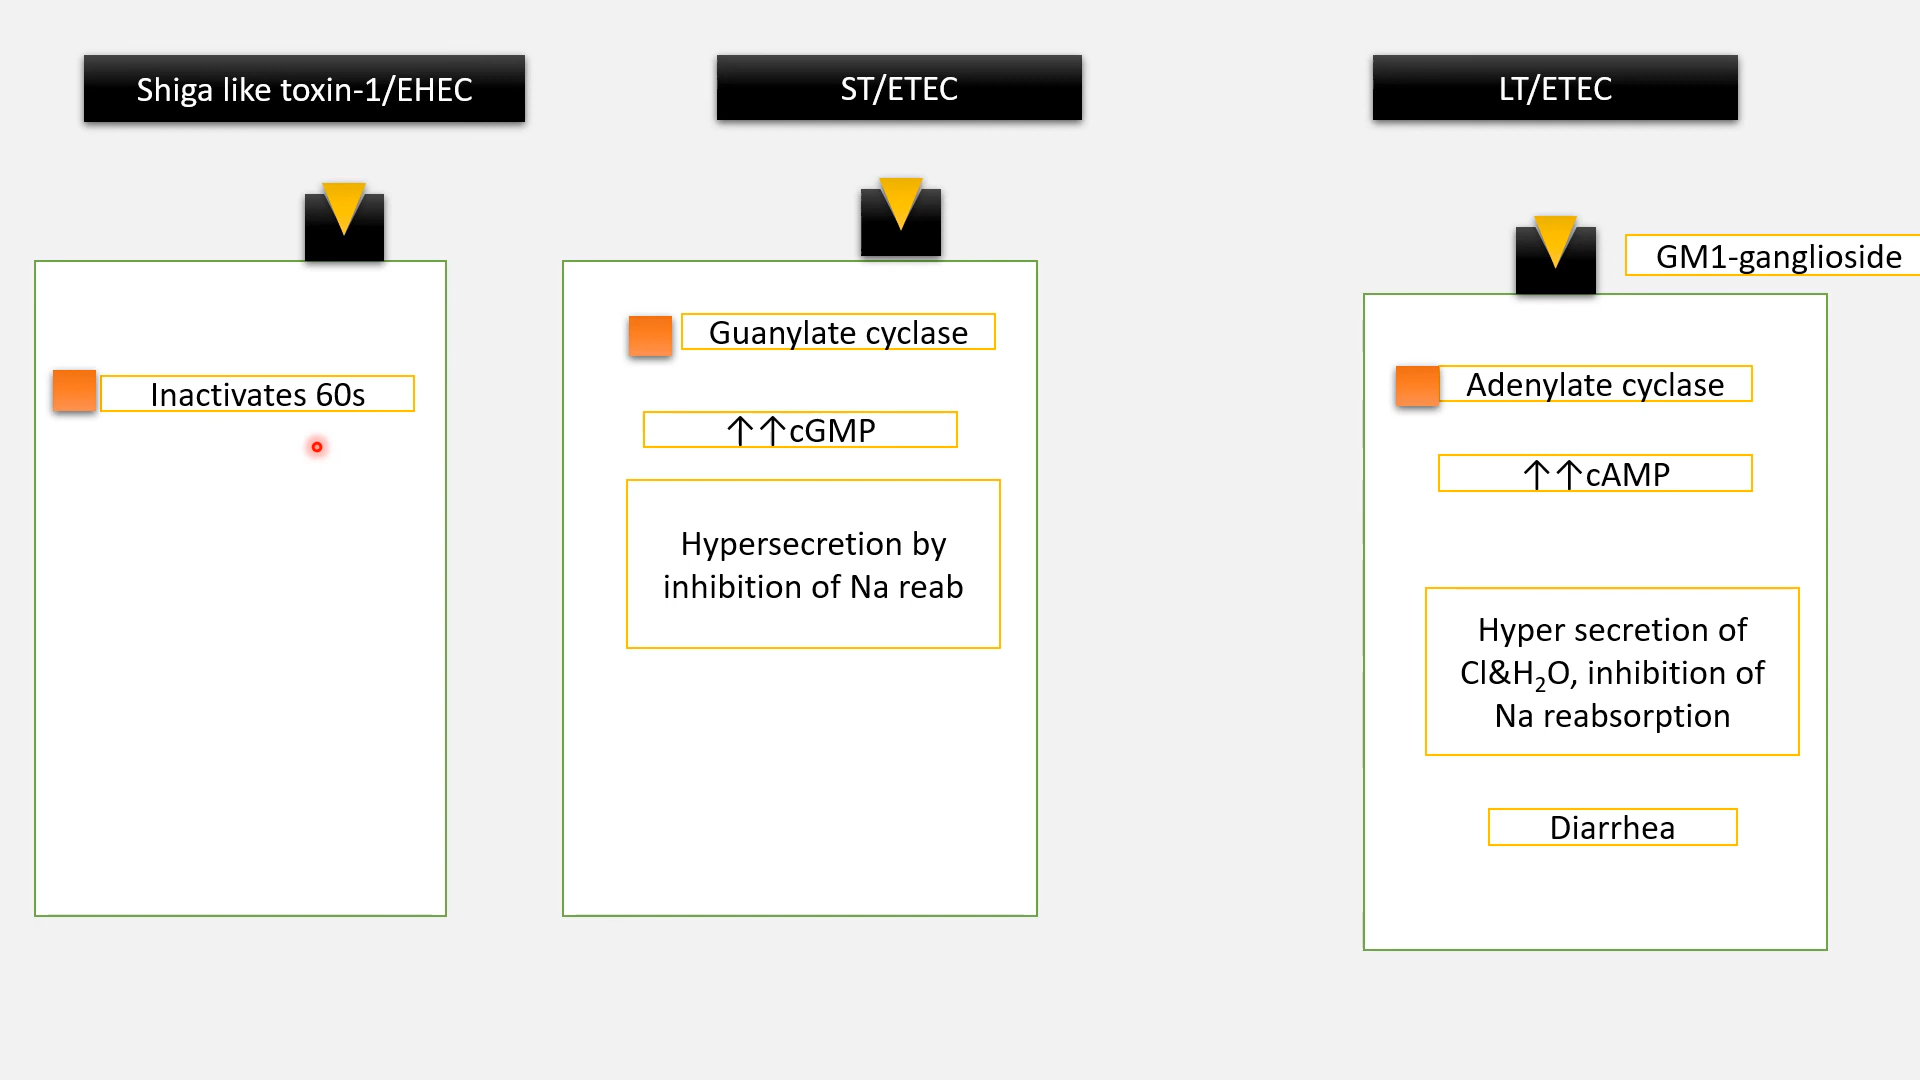 Shiga like toxin-1/EHEC
Inactivates 60s
ST/ETEC
Guanylate cyclase
↑↑cGMP
Hypersecretion by
inhibition of Na reab
LT/ETEC
GM1-ganglioside
Adenylate cyclase
↑↑cAMP
Hyper secretion of
Cl&H₂O, inhibition of
Na reabsorption
Diarrhea